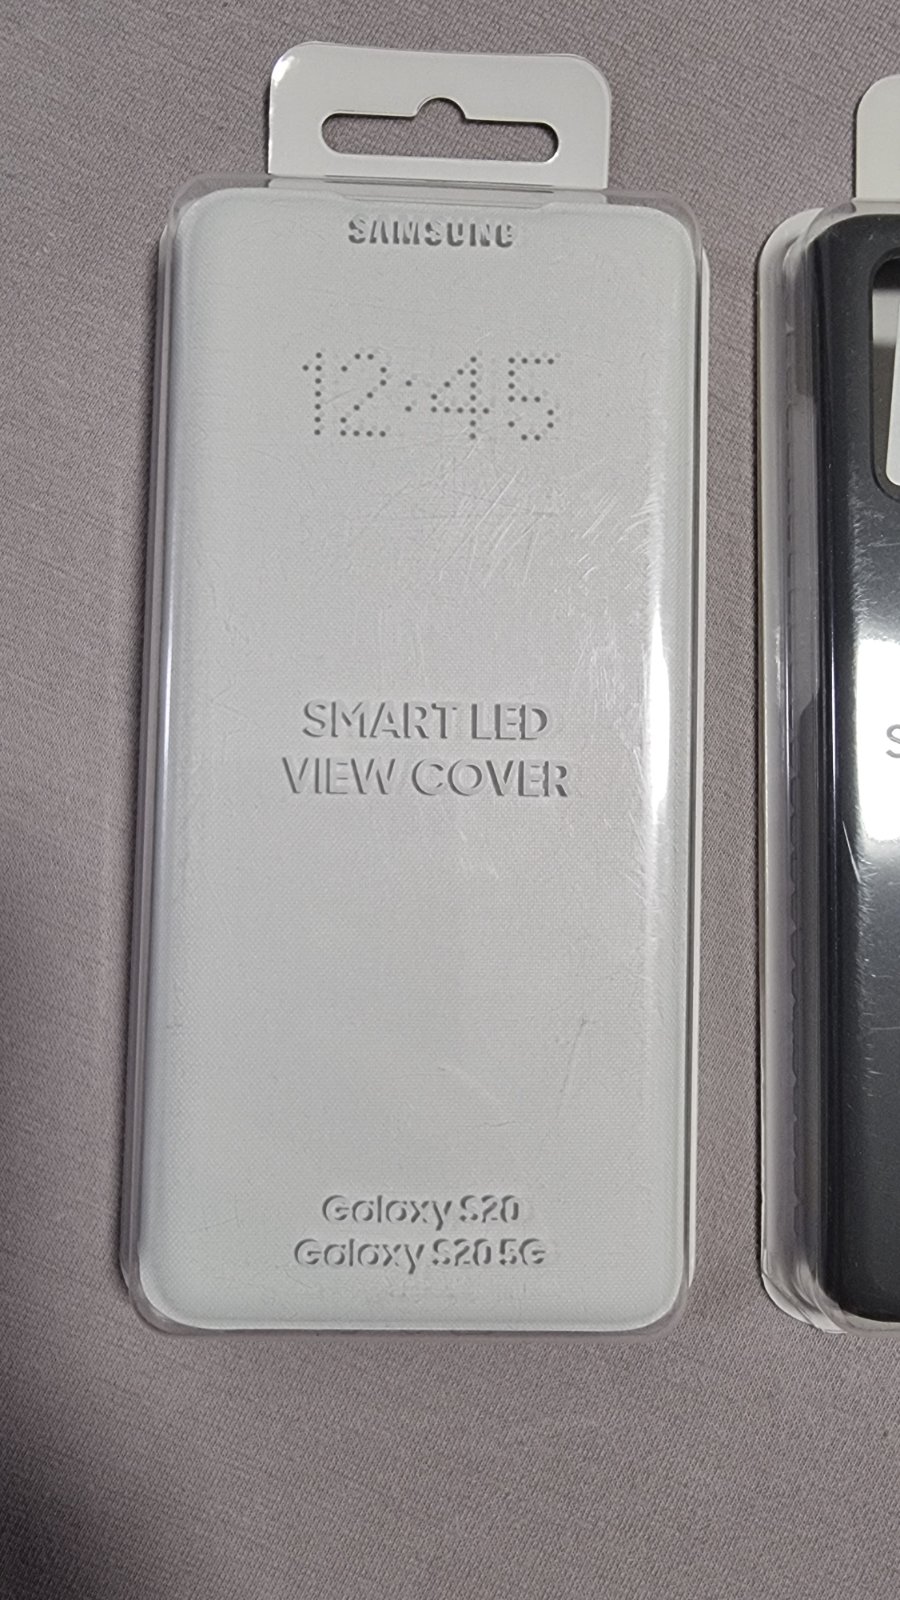 SAMSUNG
12:45
SMART LED
VIEW COVER
Galaxy S20
Galaxy S20 5G
S